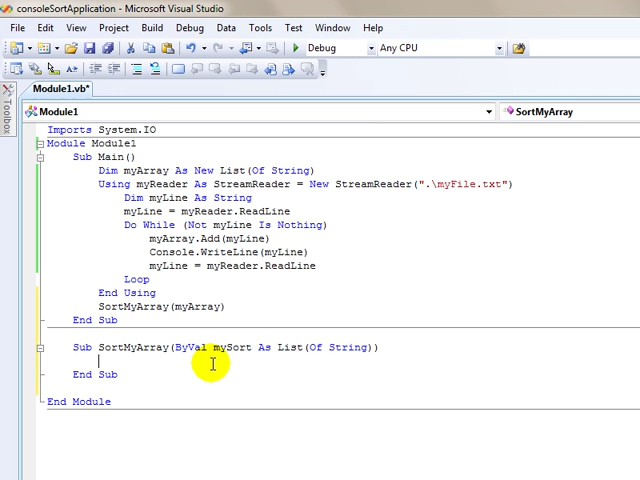 consoleSortApplication - Microsoft Visual Studio
File Edit View Project Build Debug Data Tools Test Window Help
Debug Any CPU
Module1.vb*
Module1 SortMyArray
Toolbox
Imports System.IO
Module Module1
Sub Main()
Dim myArray As New List(Of String)
Using myReader As StreamReader = New StreamReader(".\myFile.txt")
Dim myLine As String
myLine = myReader.ReadLine
Do While (Not myLine Is Nothing)
myArray.Add(myLine)
Console.WriteLine(myLine)
myLine = myReader.ReadLine
Loop
End Using
SortMyArray(myArray)
End Sub
Sub SortMyArray(ByVal mySort As List(Of String))
End Sub
End Module